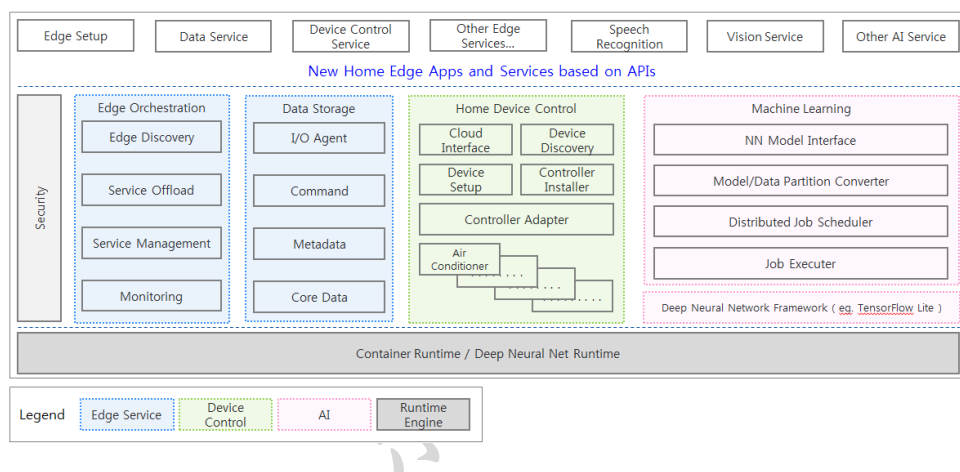 Edge Setup
Data Service
Device Control
Service
Other Edge
Services...
Speech
Recognition
Vision Service
Other AI Service
New Home Edge Apps and Services based on APIs
Security
Edge Orchestration
Edge Discovery
Service Offload
Service Management
Monitoring
Data Storage
I/O Agent
Command
Metadata
Core Data
Home Device Control
Cloud
Interface
Device
Discovery
Device
Setup
Controller
Installer
Controller Adapter
Air
Conditioner
Machine Learning
NN Model Interface
Model/Data Partition Converter
Distributed Job Scheduler
Job Executer
Deep Neural Network Framework ( eg, TensorFlow Lite )
Container Runtime / Deep Neural Net Runtime
Legend
Edge Service
Device
Control
AI
Runtime
Engine